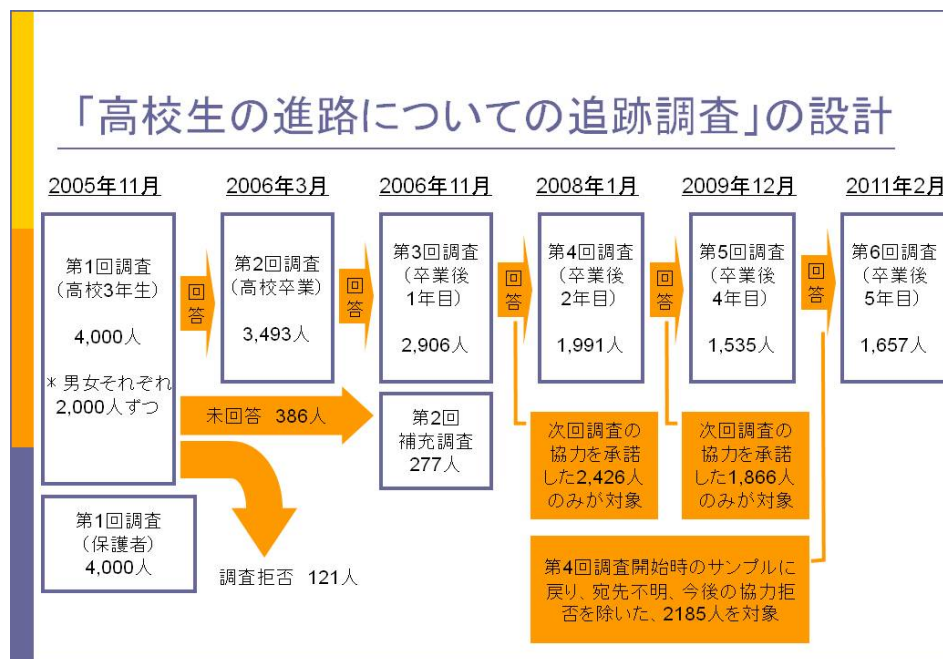 「高校生の進路についての追跡調査」の設計
2005年11月
2006年3月
2006年11月
2008年1月
2009年12月
2011年2月
第1回調査
(高校3年生)
4,000人
*男女それぞれ
2,000人ずつ
回
答
第2回調査
(高校卒業)
3,493人
回
答
第3回調査
(卒業後
1年目)
2,906人
回
答
第4回調査
(卒業後
2年目)
1,991人
回
答
第5回調査
(卒業後
4年目)
1,535人
回
答
第6回調査
(卒業後
5年目)
1,657人
未回答 386人
第2回
補充調査
277人
次回調査の
協力を承諾
した2,426人
のみが対象
次回調査の
協力を承諾
した1,866人
のみが対象
第1回調査
(保護者)
4,000人
調査拒否 121人
第4回調査開始時のサンプルに
戻り、宛先不明、今後の協力拒
否を除いた、2185人を対象